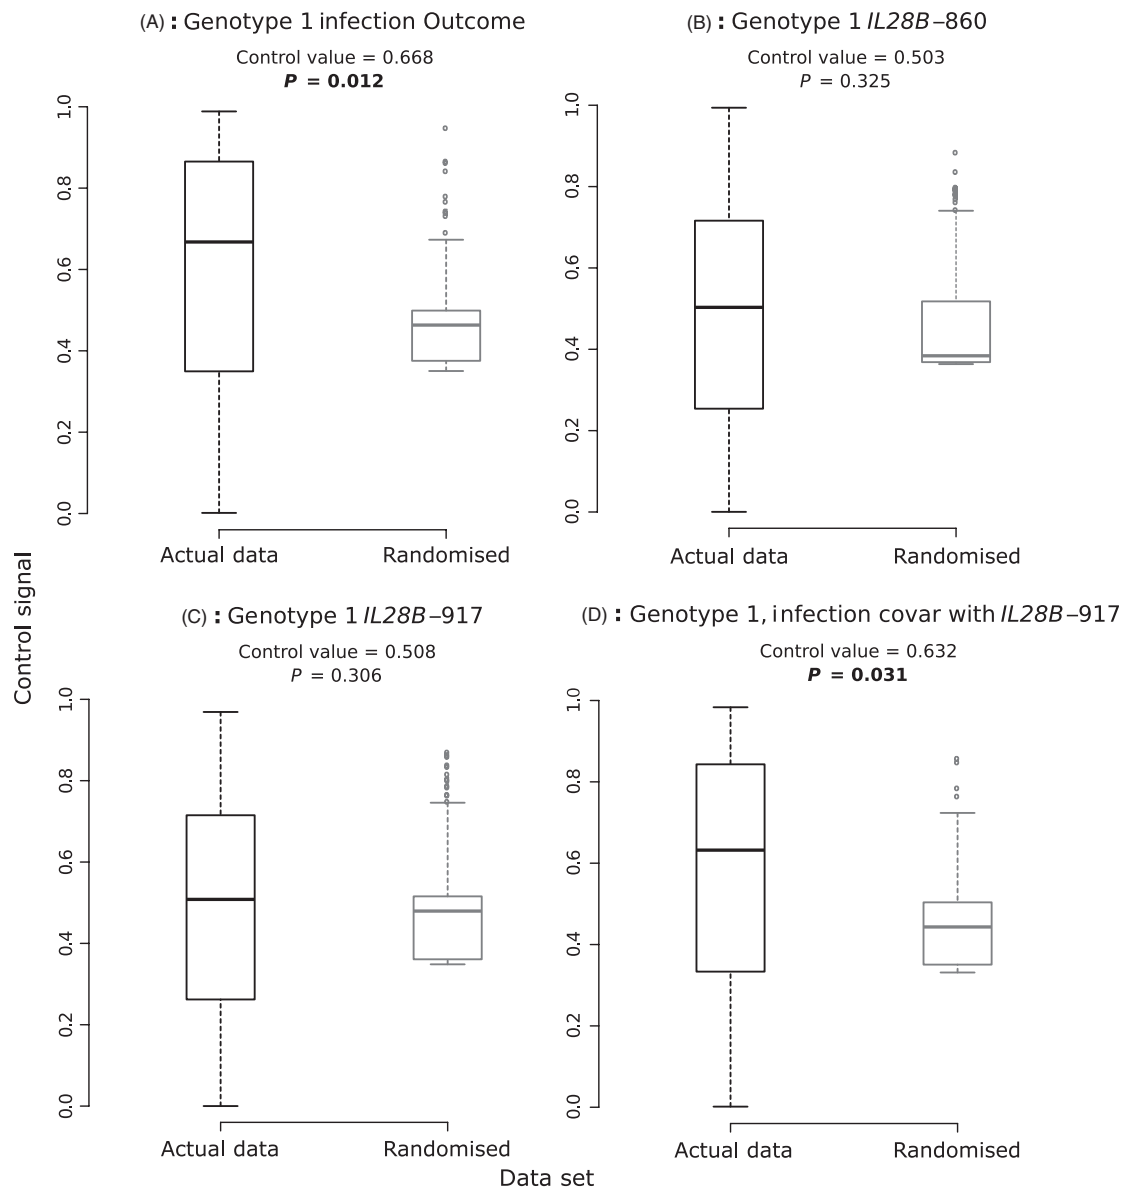 (A) : Genotype 1 infection Outcome
Control value = 0.668
P = 0.012
1.0
0.8
0.6
0.4
0.2
0.0
Actual data
Randomised
(B) : Genotype 1 IL28B–860
Control value = 0.503
P = 0.325
1.0
0.8
0.6
0.4
0.2
0.0
Actual data
Randomised
Control signal
(C) : Genotype 1 IL28B–917
Control value = 0.508
P = 0.306
1.0
0.8
0.6
0.4
0.2
0.0
Actual data
Randomised
(D) : Genotype 1, infection covar with IL28B–917
Control value = 0.632
P = 0.031
1.0
0.8
0.6
0.4
0.2
0.0
Actual data
Randomised
Data set